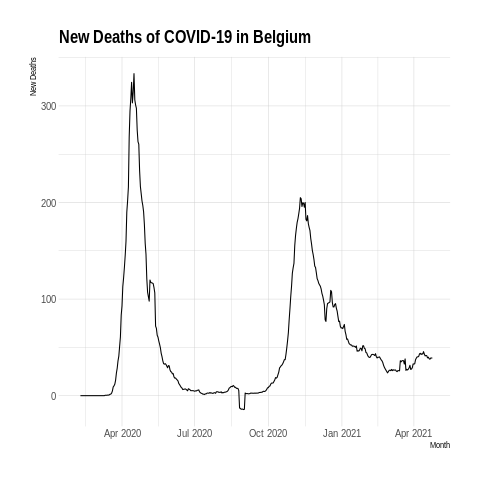 New Deaths of COVID-19 in Belgium
New Deaths
300
200
100
0
Apr 2020
Jul 2020
Oct 2020
Jan 2021
Apr 2021
Month